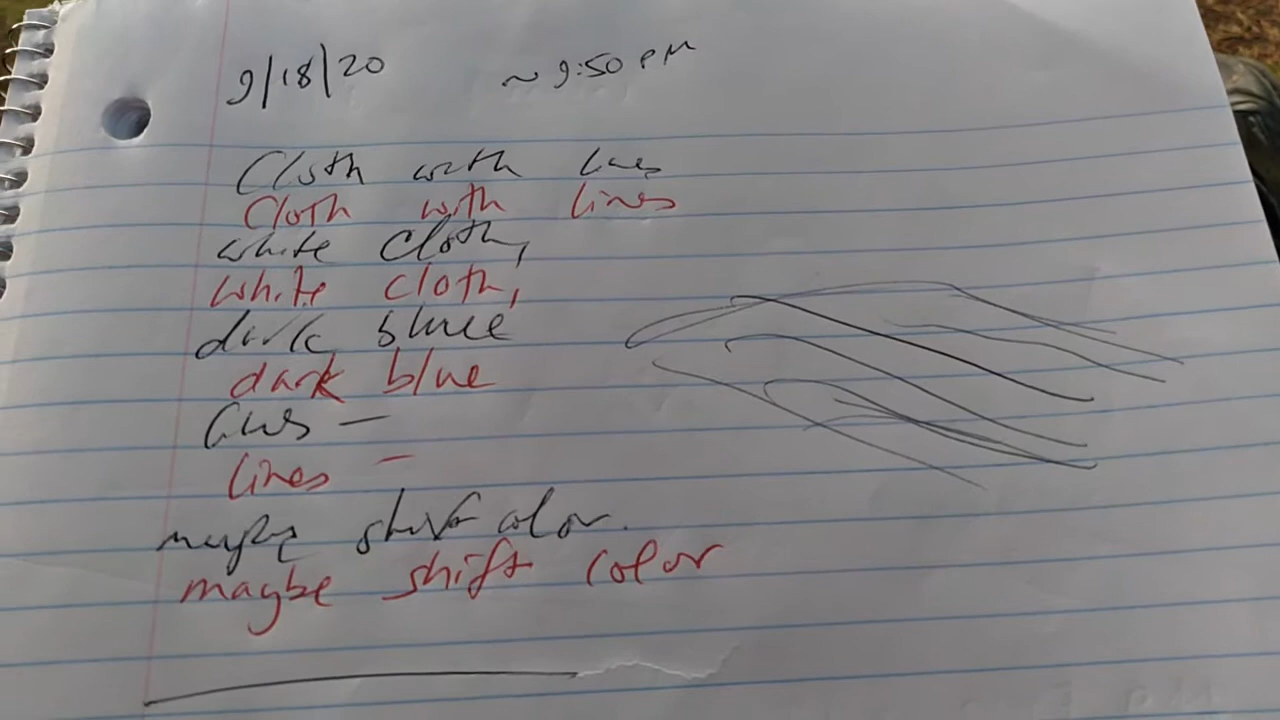 9/18/20 ~ 9:50 PM
Cloth with lines
Cloth with lines
white cloth,
white cloth,
dark blue
dark blue
lines -
lines -
maybe shift color.
maybe shift color